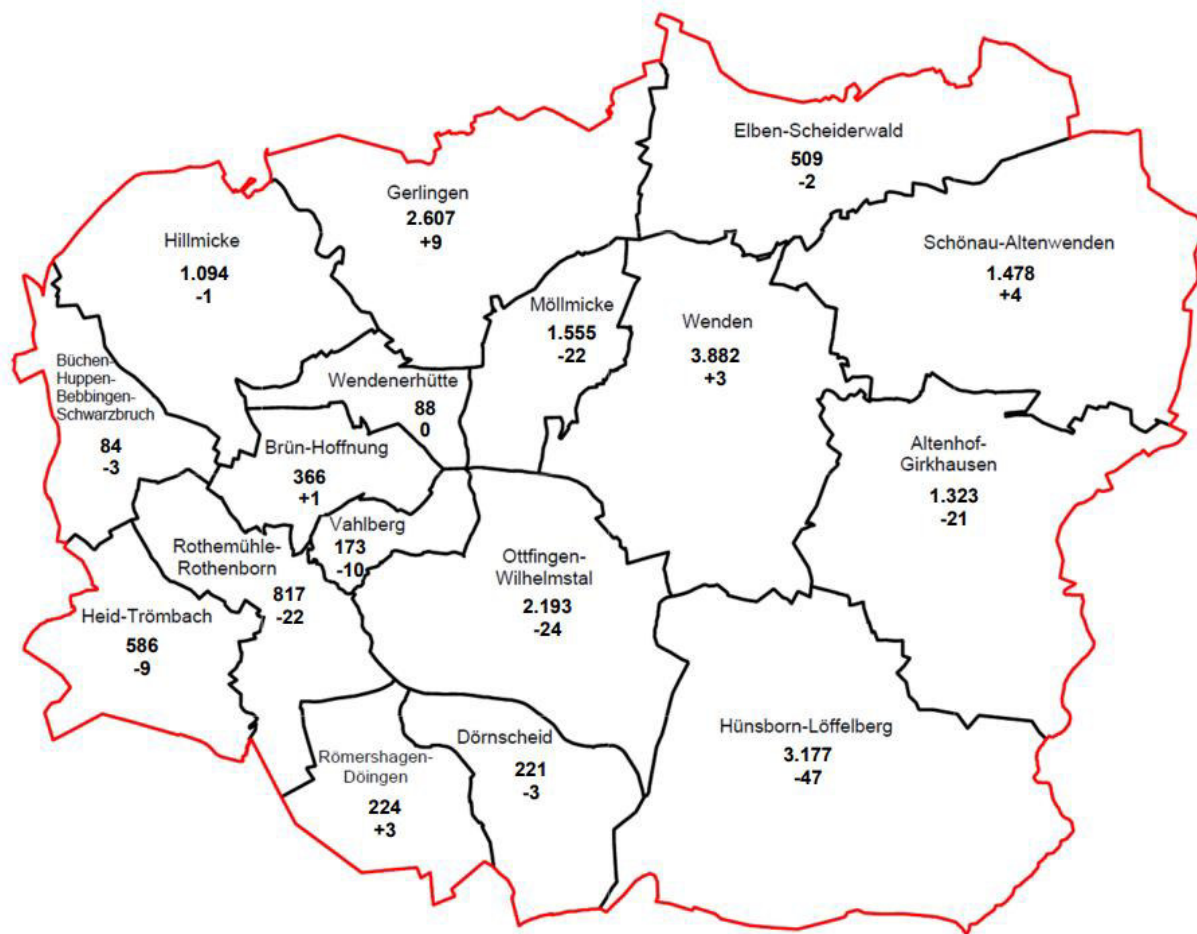 Elben-Scheiderwald
509
-2
Gerlingen
2.607
+9
Hillmicke
1.094
-1
Schönau-Altenwenden
1.478
+4
Möllmicke
1.555
-22
Wenden
3.882
+3
Büchen-
Huppen-
Bebbingen-
Schwarzbruch
84
-3
Wendenerhütte
88
0
Brün-Hoffnung
366
+1
Altenhof-
Girkhausen
1.323
-21
Vahlberg
173
-10
Rothemühle-
Rothenborn
817
-22
Ottfingen-
Wilhelmstal
2.193
-24
Heid-Trömbach
586
-9
Hünsborn-Löffelberg
3.177
-47
Dörnscheid
221
-3
Römershagen-
Döingen
224
+3